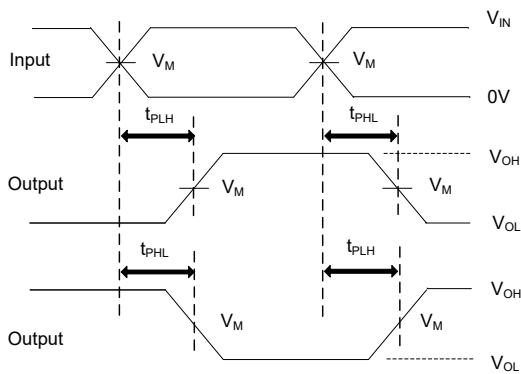 V_IN
Input
V_M
V_M
0V
t_PLH
t_PHL
V_OH
Output
V_M
V_M
V_OL
t_PHL
t_PLH
V_OH
V_M
V_M
Output
V_OL